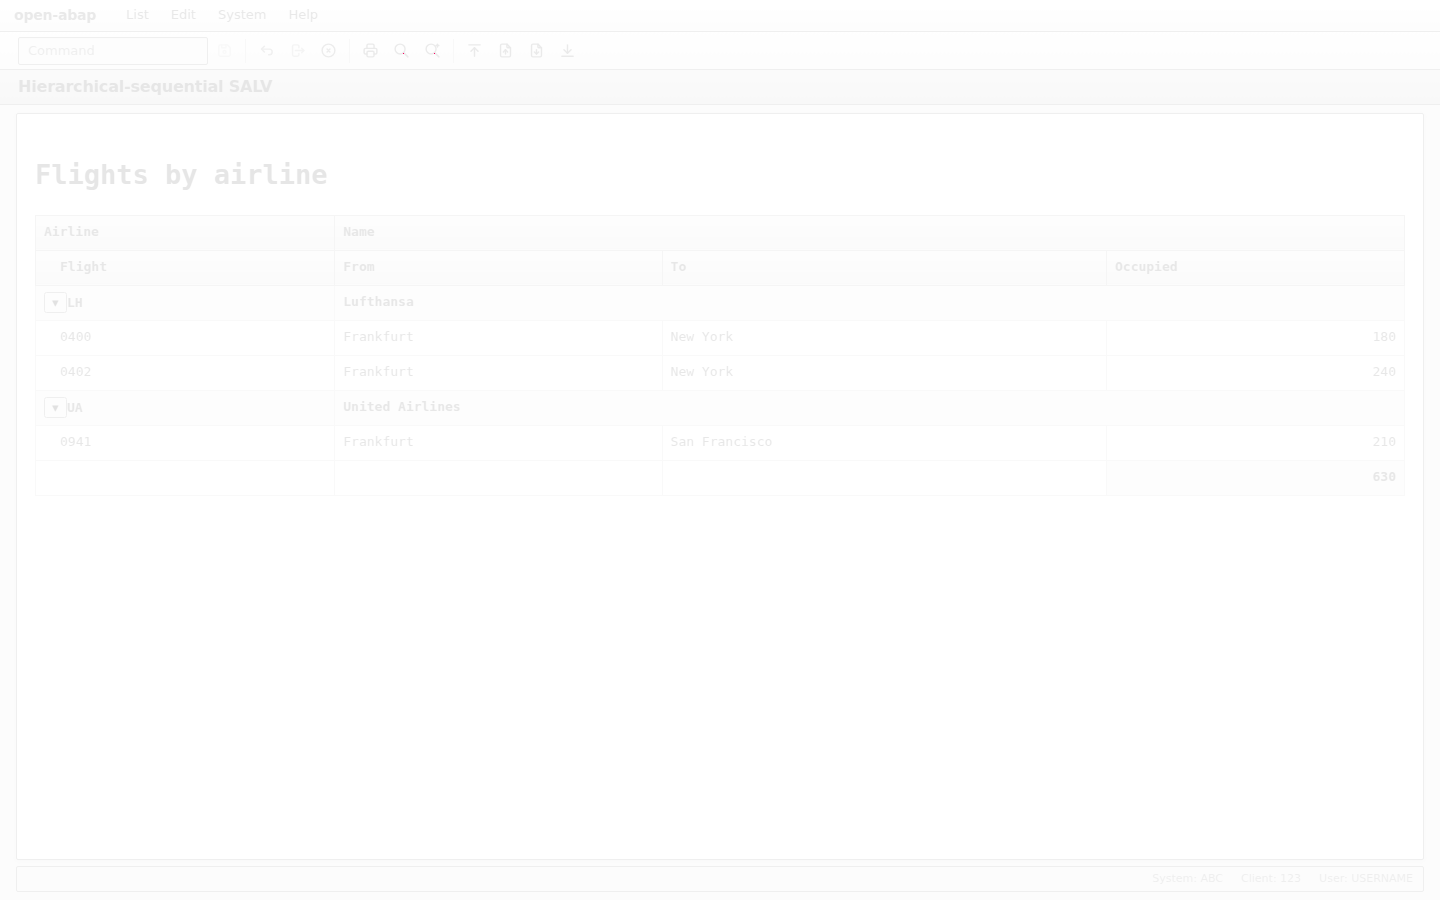 open-abap List Edit System Help
Command
Hierarchical-sequential SALV
Flights by airline
Airline Name
Flight From To Occupied
▼ LH Lufthansa
0400 Frankfurt New York 180
0402 Frankfurt New York 240
▼ UA United Airlines
0941 Frankfurt San Francisco 210
630
System: ABC Client: 123 User: USERNAME